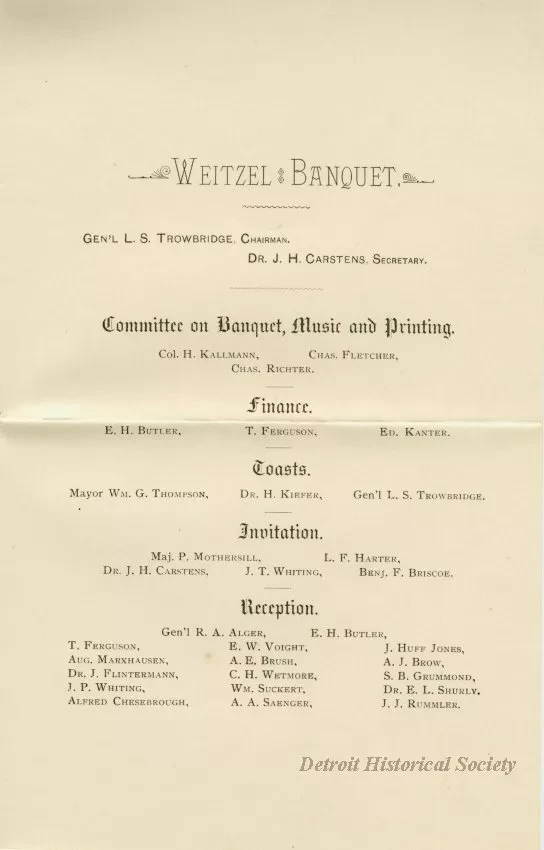 WEITZEL BANQUET.
GEN'L L. S. TROWBRIDGE, CHAIRMAN.
DR. J. H. CARSTENS, SECRETARY.
Committee on Banquet, Music and Printing.
COL. H. KALLMANN, CHAS. FLETCHER,
CHAS. RICHTER.
Finance.
E. H. BUTLER, T. FERGUSON, ED. KANTER.
Toasts.
Mayor WM. G. THOMPSON, DR. H. KIEFER, Gen'l L. S. TROWBRIDGE.
Invitation.
Maj. P. MOTHERSILL, L. F. HARTER,
DR. J. H. CARSTENS, J. T. WHITING, BENJ. F. BRISCOE.
Reception.
Gen'l R. A. ALGER, E. H. BUTLER,
T. FERGUSON, E. W. VOIGHT, J. HUFF JONES,
AUG. MARXHAUSEN, A. E. BRUSH, A. J. BROW,
DR. J. FLINTERMANN, C. H. WETMORE, S. B. GRUMMOND,
J. P. WHITING, WM. SUCKERT, DR. E. L. SHURLY,
ALFRED CHESEBROUGH, A. A. SAENGER, J. J. RUMMLER.
Detroit Historical Society